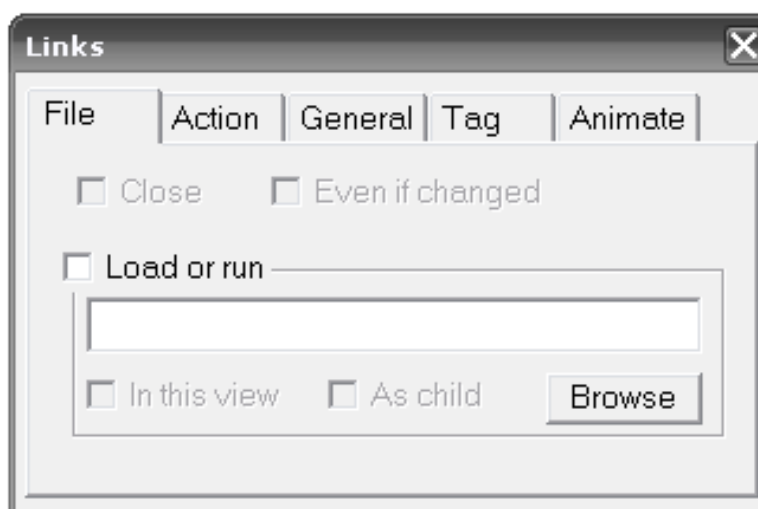 Links
File Action General Tag Animate
Close Even if changed
Load or run
In this view As child Browse